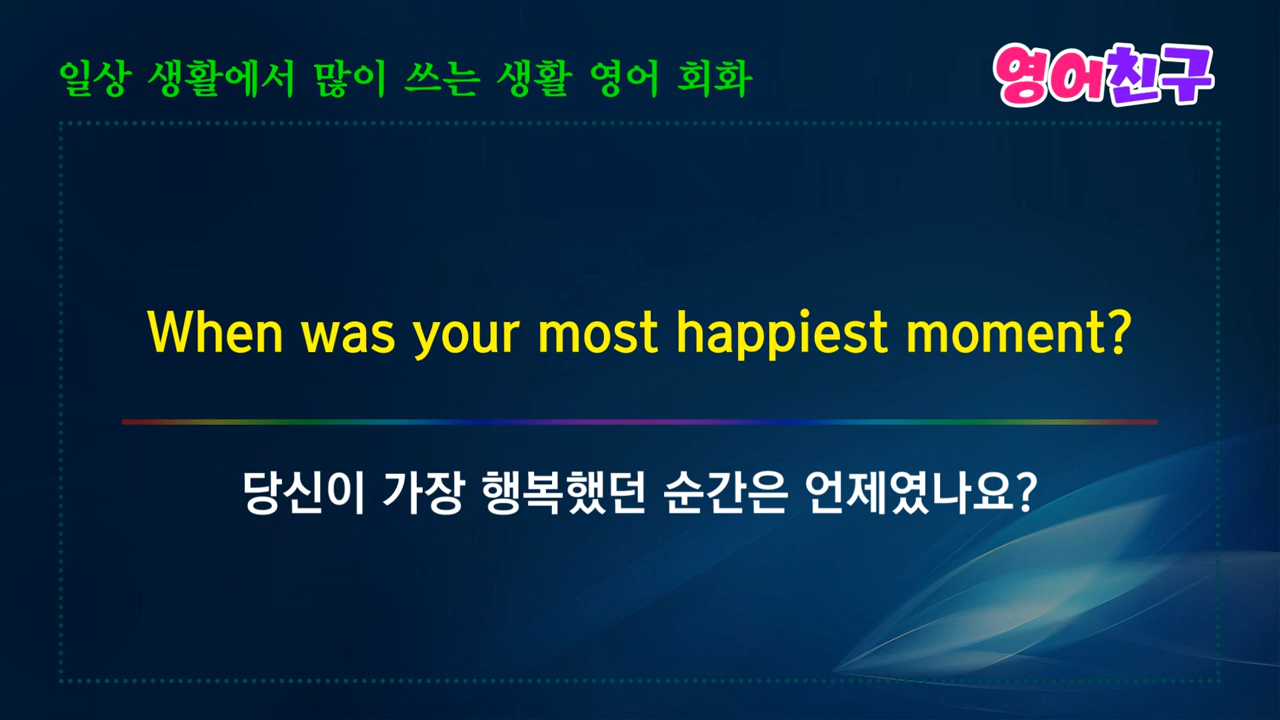 일상 생활에서 많이 쓰는 생활 영어 회화
영어친구
When was your most happiest moment?
당신이 가장 행복했던 순간은 언제였나요?